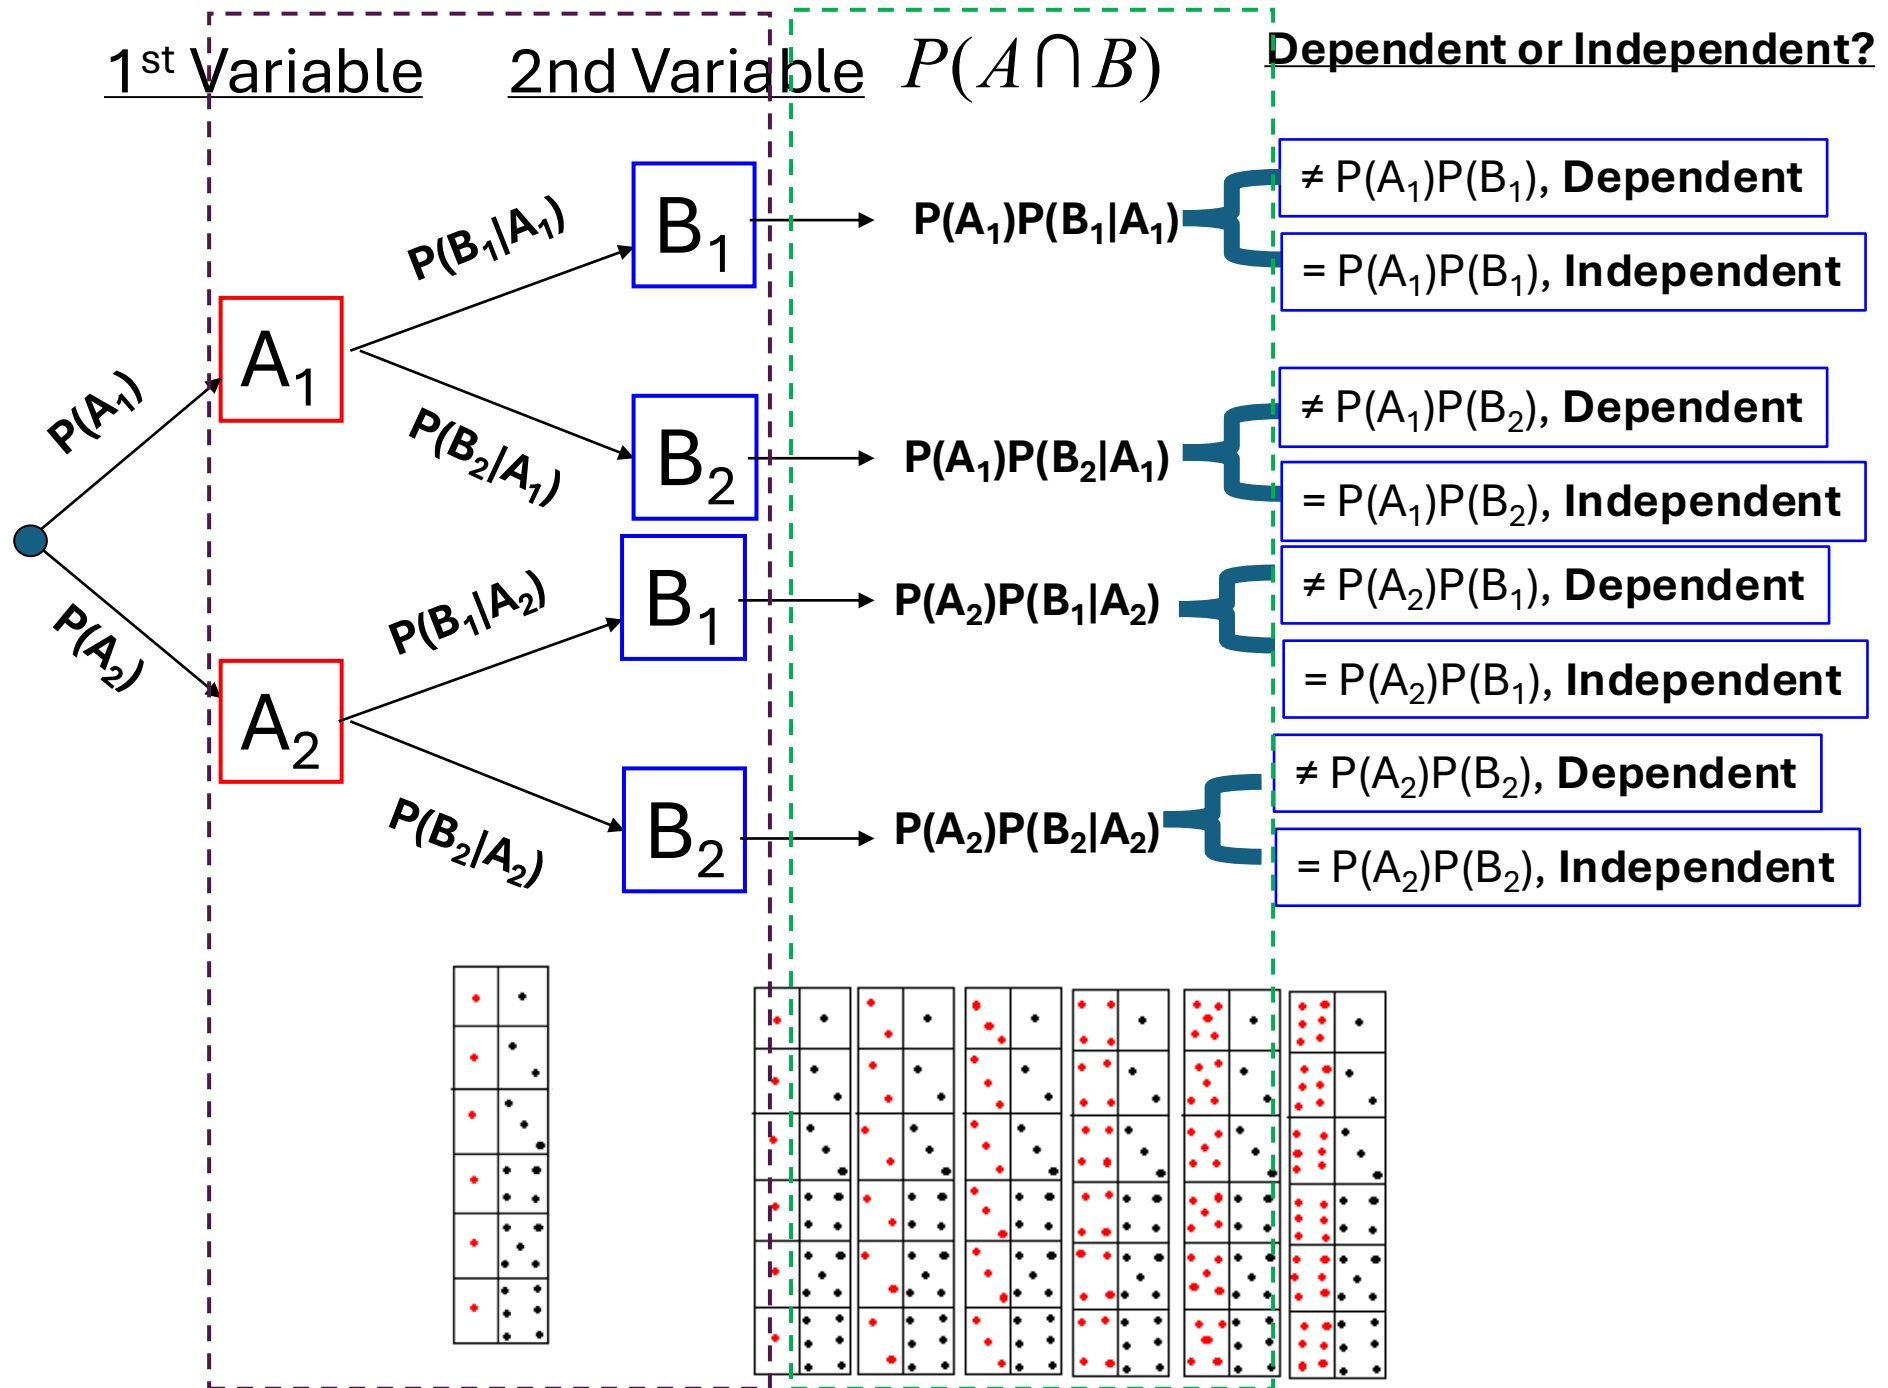 1st Variable
2nd Variable
P(A∩B)
Dependent or Independent?
P(A1)
P(A2)
A1
A2
P(B1|A1)
P(B2|A1)
P(B1|A2)
P(B2|A2)
B1
B2
B1
B2
P(A1)P(B1|A1)
≠ P(A1)P(B1), Dependent
= P(A1)P(B1), Independent
P(A1)P(B2|A1)
≠ P(A1)P(B2), Dependent
= P(A1)P(B2), Independent
P(A2)P(B1|A2)
≠ P(A2)P(B1), Dependent
= P(A2)P(B1), Independent
P(A2)P(B2|A2)
≠ P(A2)P(B2), Dependent
= P(A2)P(B2), Independent